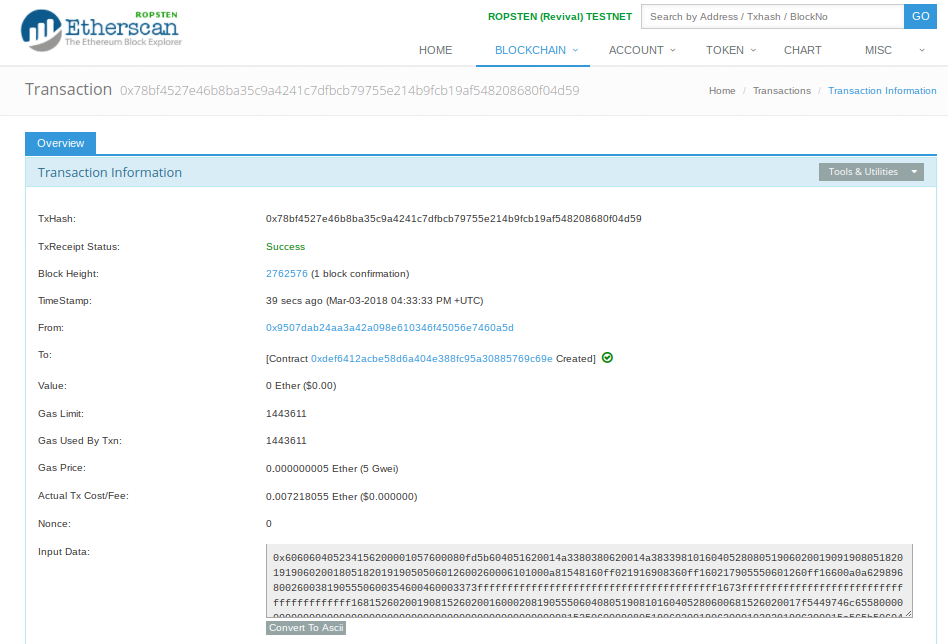 ROPSTEN
Etherscan
The Ethereum Block Explorer
ROPSTEN (Revival) TESTNET
Search by Address / Txhash / BlockNo
GO
HOME BLOCKCHAIN ACCOUNT TOKEN CHART MISC
Transaction 0x78bf4527e46b8ba35c9a4241c7dfbcb79755e214b9fcb19af548208680f04d59
Home / Transactions / Transaction Information
Overview
Transaction Information
Tools & Utilities
TxHash: 0x78bf4527e46b8ba35c9a4241c7dfbcb79755e214b9fcb19af548208680f04d59
TxReceipt Status: Success
Block Height: 2762576 (1 block confirmation)
TimeStamp: 39 secs ago (Mar-03-2018 04:33:33 PM +UTC)
From: 0x9507dab24aa3a42a098e610346f45056e7460a5d
To: [Contract 0xdef6412acbe58d6a404e388fc95a30885769c69e Created]
Value: 0 Ether ($0.00)
Gas Limit: 1443611
Gas Used By Txn: 1443611
Gas Price: 0.000000005 Ether (5 Gwei)
Actual Tx Cost/Fee: 0.007218055 Ether ($0.000000)
Nonce: 0
Input Data: 0x606060405234156200001057600080fd5b604051620014a3380380620014a38339810160405280805190602001909190805182019190602001805182019190505060126002600061 01000a81548160ff021916908360ff160217905550601260ff16600a0a6298968002600381905550600354600460003373ffffffffffffffffffffffffffffffffffffffff1673ffffffffffffffffffffffffffffffffffffffff168152602001908152602001600020819055506040805190810160405280600681526020017f5449746c65580000
Convert To Ascii